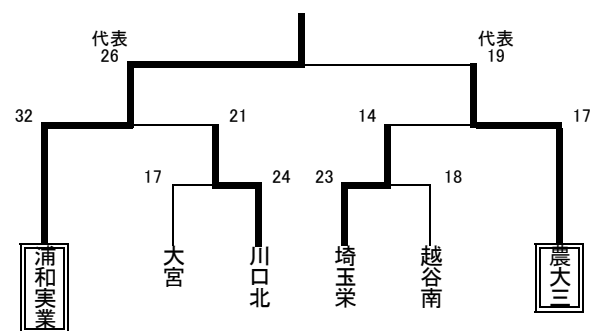 代表 代表
26 19
32 21 14 17
17 24 23 18
浦和実業
大宮
川口北
埼玉栄
越谷南
農大三